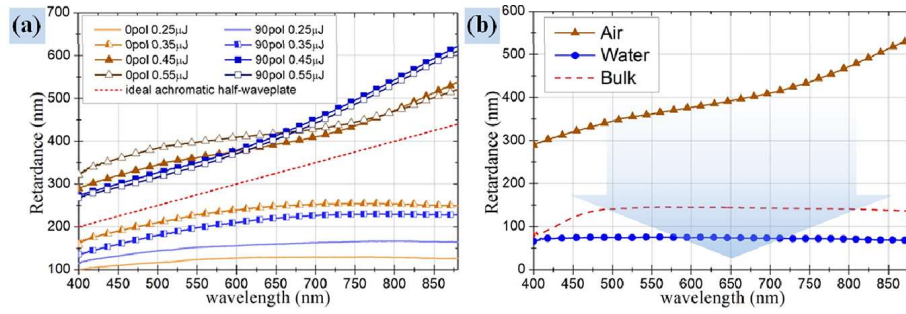 (a)
0pol 0.25μJ 90pol 0.25μJ
0pol 0.35μJ 90pol 0.35μJ
0pol 0.45μJ 90pol 0.45μJ
0pol 0.55μJ 90pol 0.55μJ
ideal achromatic half-waveplate
Retardance (nm)
700
600
500
400
300
200
100
400 450 500 550 600 650 700 750 800 850
wavelength (nm)
(b)
Air
Water
Bulk
Retardance (nm)
600
500
400
300
200
100
0
400 450 500 550 600 650 700 750 800 850
wavelength (nm)